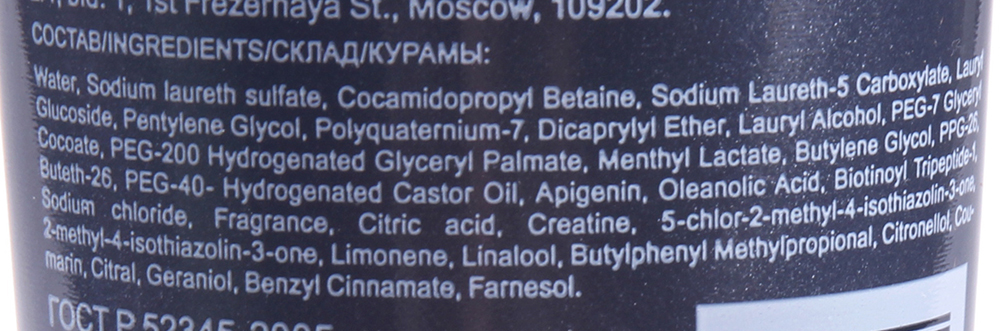 1, 1st Frezernaya St., Moscow, 109202.
СОСТАВ/INGREDIENTS/СКЛАД/КУРАМЫ:
Water, Sodium laureth sulfate, Cocamidopropyl Betaine, Sodium Laureth-5 Carboxylate, Lauryl
Glucoside, Pentylene Glycol, Polyquaternium-7, Dicaprylyl Ether, Lauryl Alcohol, PEG-7 Glyceryl
Cocoate, PEG-200 Hydrogenated Glyceryl Palmate, Menthyl Lactate, Butylene Glycol, PPG-26,
Buteth-26, PEG-40- Hydrogenated Castor Oil, Apigenin, Oleanolic Acid, Biotinoyl Tripeptide-1,
Sodium chloride, Fragrance, Citric acid, Creatine, 5-chlor-2-methyl-4-isothiazolin-3-one,
2-methyl-4-isothiazolin-3-one, Limonene, Linalool, Butylphenyl Methylpropional, Citronellol, Cou-
marin, Citral, Geraniol, Benzyl Cinnamate, Farnesol.
ГОСТ Р 52345-2005